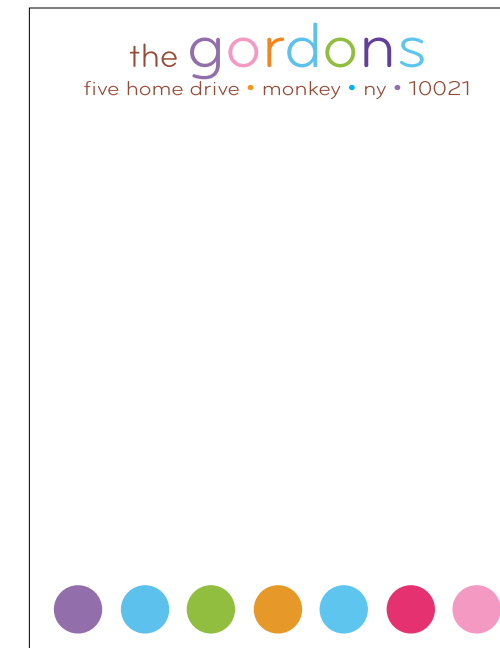 the gordons
five home drive • monkey • ny • 10021